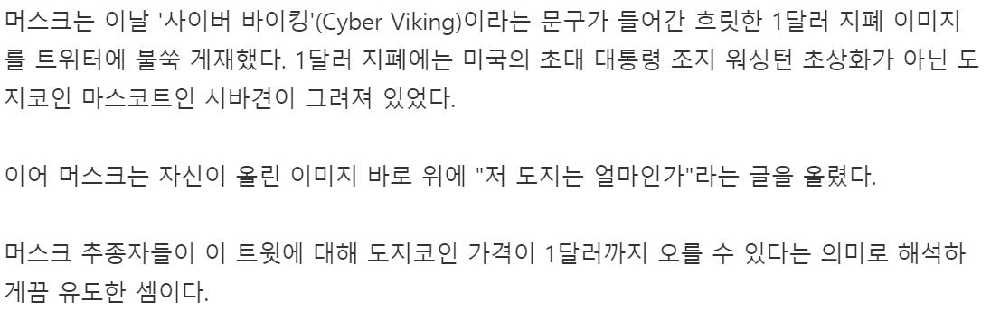 머스크는 이날 '사이버 바이킹'(Cyber Viking)이라는 문구가 들어간 흐릿한 1달러 지폐 이미지
를 트위터에 불쑥 게재했다. 1달러 지폐에는 미국의 초대 대통령 조지 워싱턴 초상화가 아닌 도
지코인 마스코트인 시바견이 그려져 있었다.
이어 머스크는 자신이 올린 이미지 바로 위에 "저 도지는 얼마인가"라는 글을 올렸다.
머스크 추종자들이 이 트윗에 대해 도지코인 가격이 1달러까지 오를 수 있다는 의미로 해석하
게끔 유도한 셈이다.